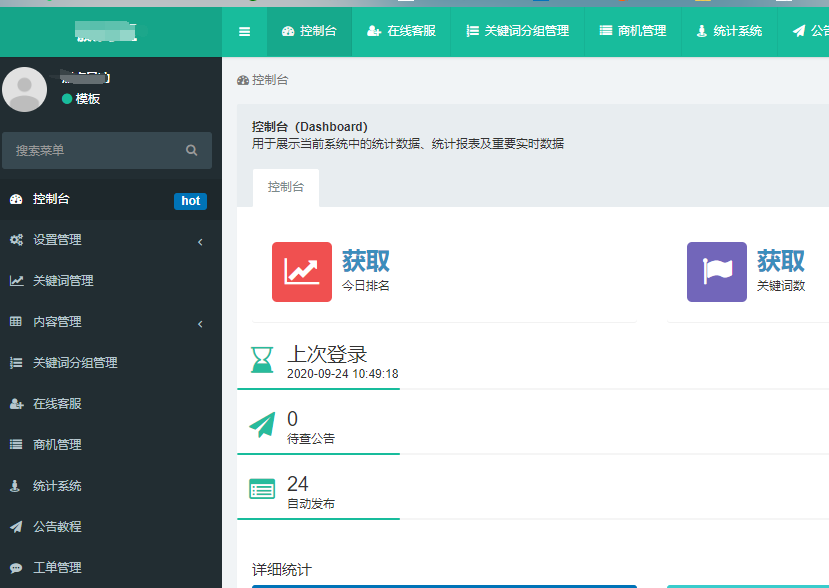 控制台
在线客服
关键词分组管理
商机管理
统计系统
模板
搜索菜单
控制台 hot
设置管理
关键词管理
内容管理
关键词分组管理
在线客服
商机管理
统计系统
公告教程
工单管理
控制台
控制台（Dashboard）
用于展示当前系统中的统计数据、统计报表及重要实时数据
控制台
获取
今日排名
获取
关键词数
上次登录
2020-09-24 10:49:18
0
待查公告
24
自动发布
详细统计